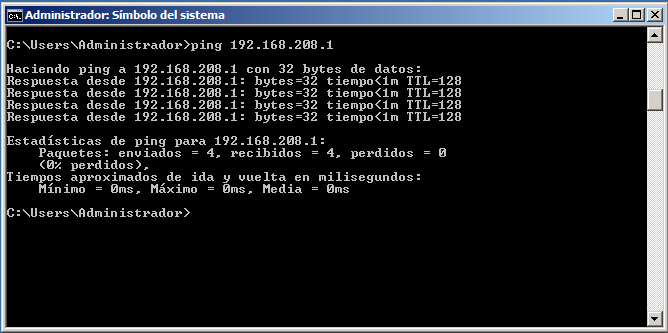 Administrador: Símbolo del sistema
C:\Users\Administrador>ping 192.168.208.1
Haciendo ping a 192.168.208.1 con 32 bytes de datos:
Respuesta desde 192.168.208.1: bytes=32 tiempo<1m TTL=128
Respuesta desde 192.168.208.1: bytes=32 tiempo<1m TTL=128
Respuesta desde 192.168.208.1: bytes=32 tiempo<1m TTL=128
Respuesta desde 192.168.208.1: bytes=32 tiempo<1m TTL=128
Estadísticas de ping para 192.168.208.1:
Paquetes: enviados = 4, recibidos = 4, perdidos = 0
(0% perdidos),
Tiempos aproximados de ida y vuelta en milisegundos:
Mínimo = 0ms, Máximo = 0ms, Media = 0ms
C:\Users\Administrador>